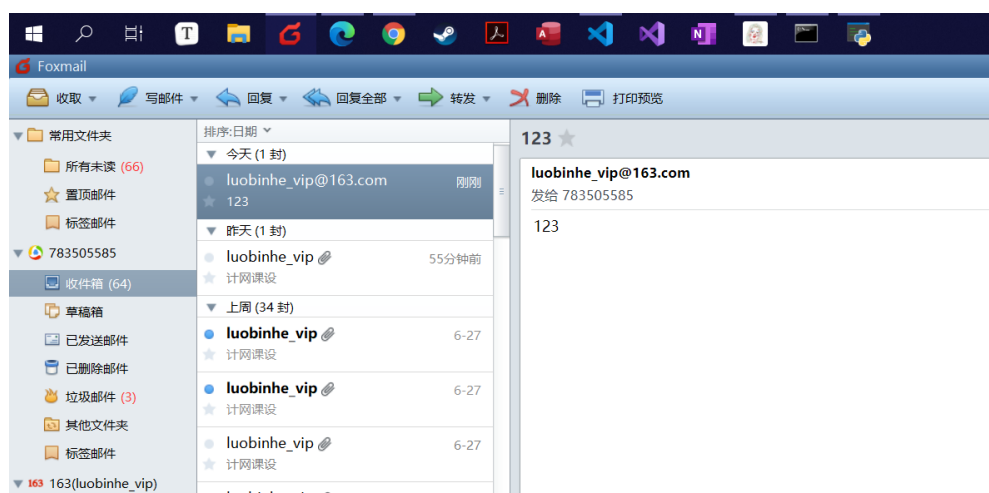 T
N
Foxmail
收取 写邮件 回复 回复全部 转发 删除 打印预览
常用文件夹
所有未读 (66)
置顶邮件
标签邮件
783505585
收件箱 (64)
草稿箱
已发送邮件
已删除邮件
垃圾邮件 (3)
其他文件夹
标签邮件
163 163(luobinhe_vip)
排序:日期
今天 (1 封)
luobinhe_vip@163.com 刚刚
123
昨天 (1 封)
luobinhe_vip 55分钟前
计网课设
上周 (34 封)
luobinhe_vip 6-27
计网课设
luobinhe_vip 6-27
计网课设
luobinhe_vip 6-27
计网课设
123
luobinhe_vip@163.com
发给 783505585
123